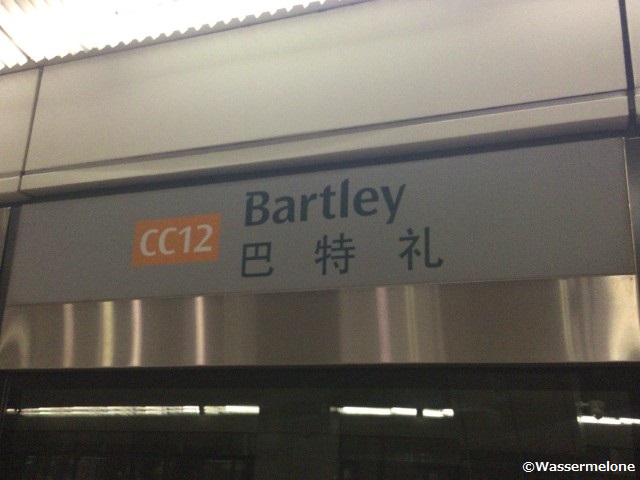 Bartley
CC12
巴特礼
©Wassermelone